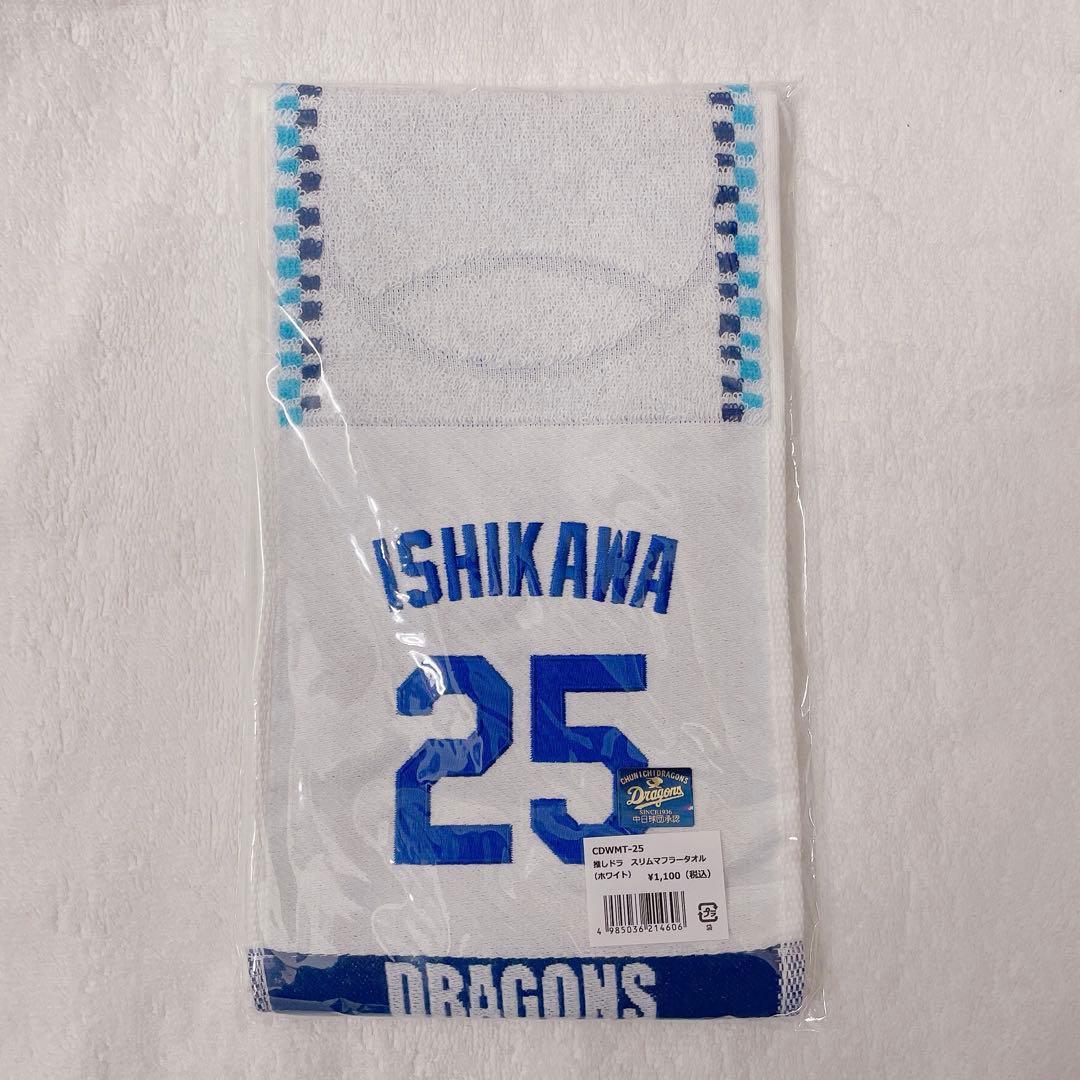 ISHIKAWA
25
CHUNICHI DRAGONS
Dragons
SINCE1936
中日球団承認
CDWMT-25
推しドラ スリムマフラータオル
(ホワイト) ¥1,100(税込)
4 985036 214606
プラ
袋
DRAGONS